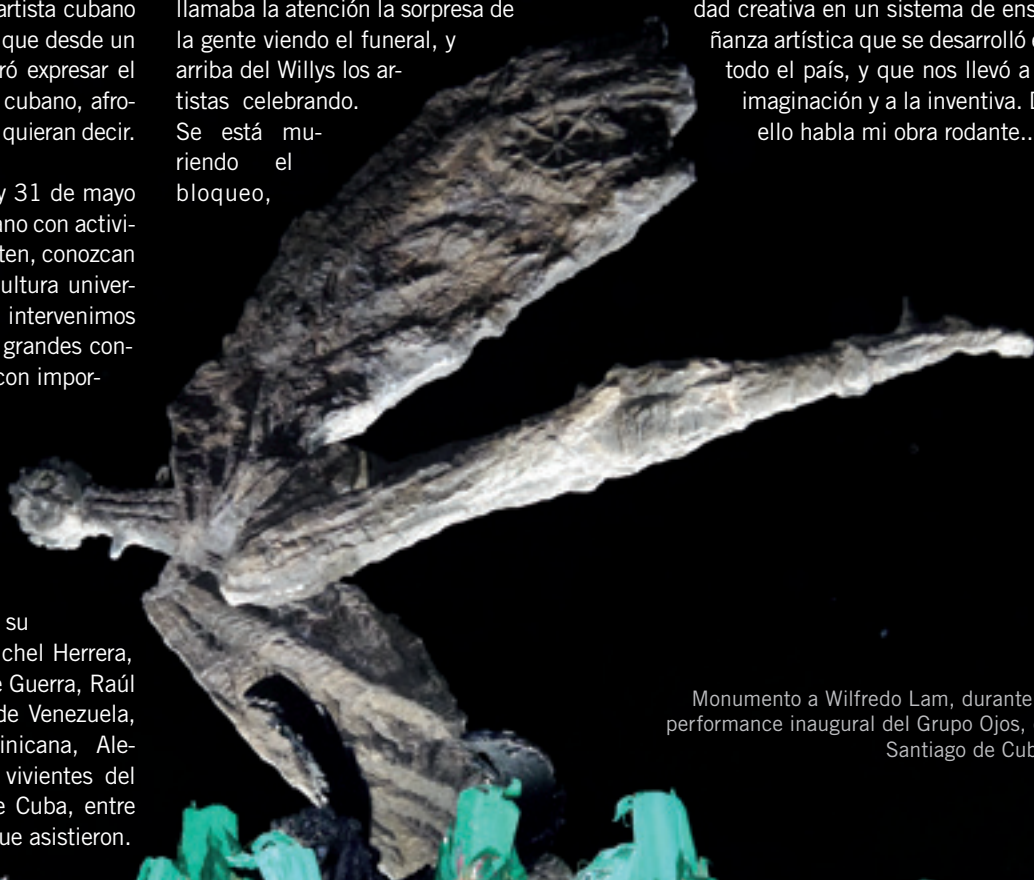 artista cubano
que desde un
ró expresar el
cubano, afro-
quieran decir.
y 31 de mayo
ano con activi-
ten, conozcan
ultura univer-
intervenimos
grandes con-
con impor-
su
chel Herrera,
e Guerra, Raúl
de Venezuela,
inicana, Ale-
vivientes del
e Cuba, entre
que asistieron.
llamaba la atención la sorpresa de
la gente viendo el funeral, y
arriba del Willys los ar-
tistas celebrando.
Se está mu-
riendo el
bloqueo,
dad creativa en un sistema de ens
ñanza artística que se desarrolló
todo el país, y que nos llevó a
imaginación y a la inventiva. D
ello habla mi obra rodante..
Monumento a Wilfredo Lam, durante
performance inaugural del Grupo Ojos,
Santiago de Cub